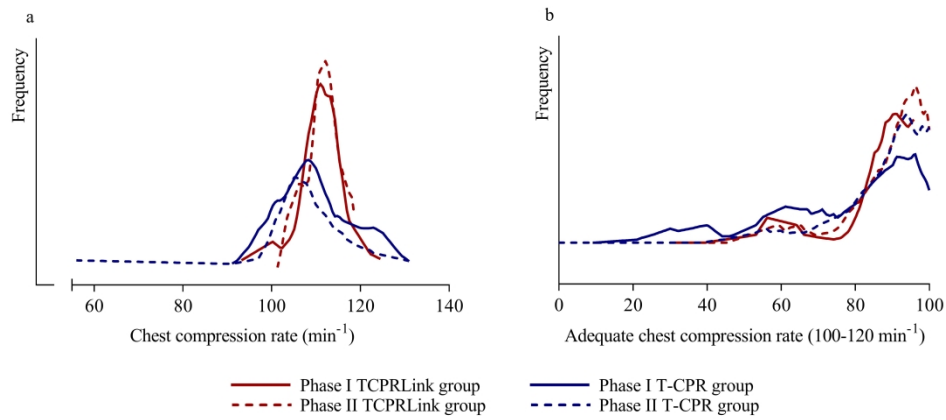 a
Frequency
60 80 100 120 140
Chest compression rate (min⁻¹)
b
Frequency
0 20 40 60 80 100
Adequate chest compression rate (100-120 min⁻¹)
Phase I TCPRLink group
Phase II TCPRLink group
Phase I T-CPR group
Phase II T-CPR group